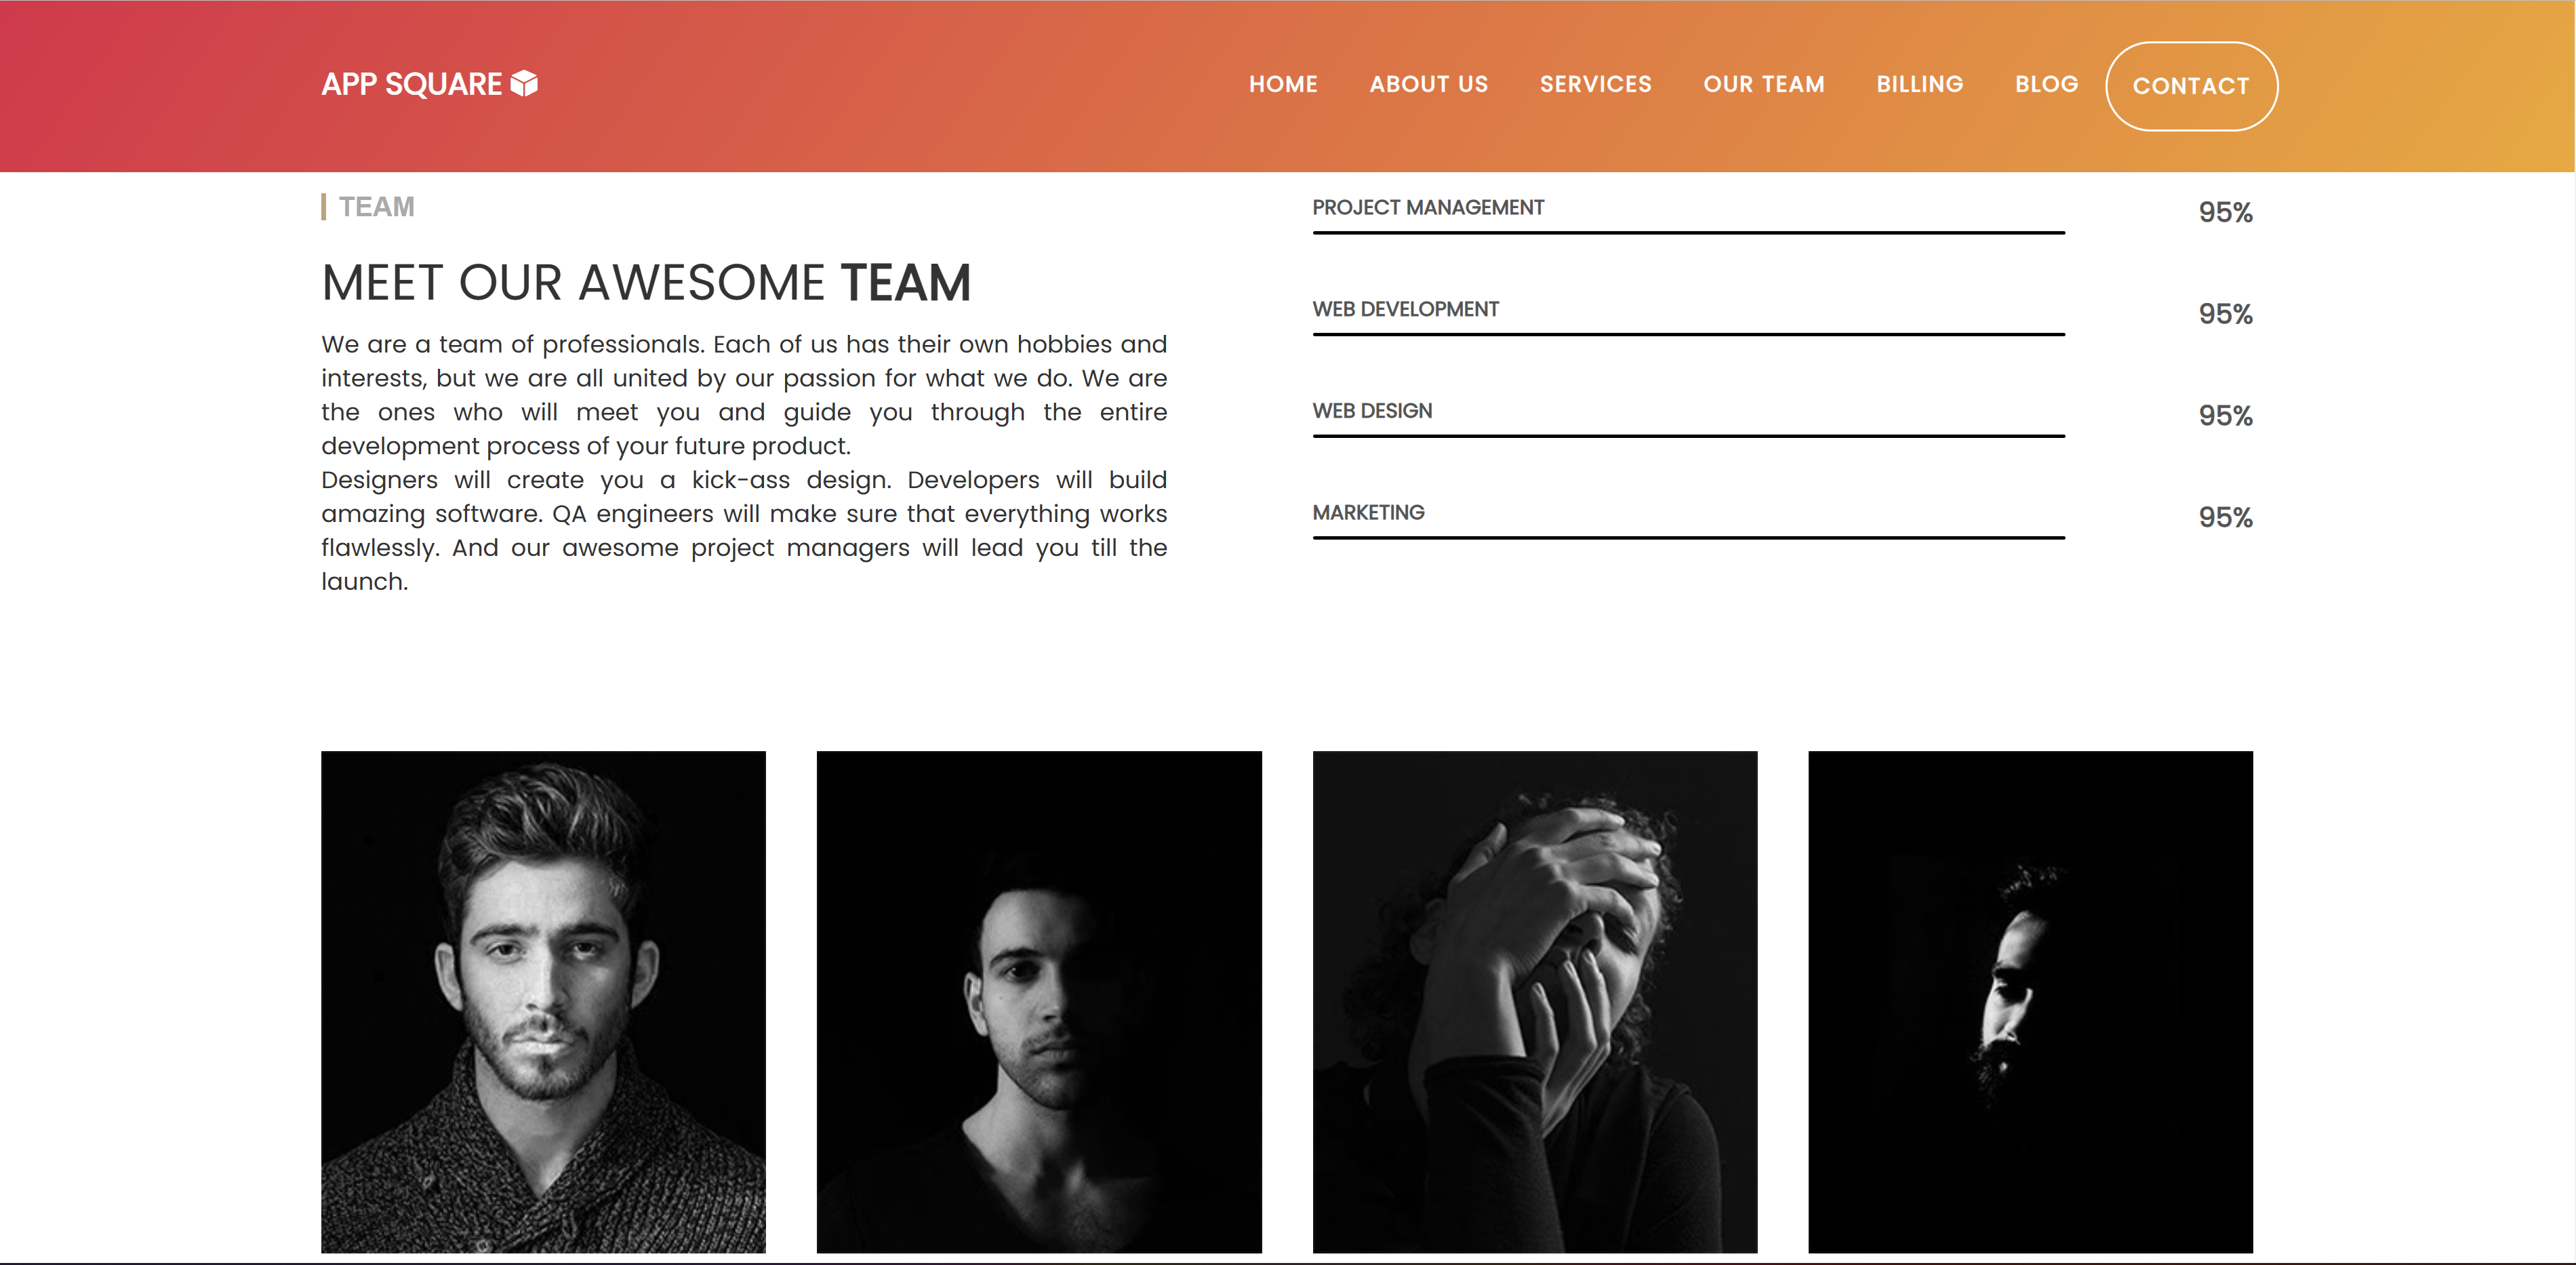 APP SQUARE
HOME ABOUT US SERVICES OUR TEAM BILLING BLOG CONTACT
TEAM
MEET OUR AWESOME TEAM
We are a team of professionals. Each of us has their own hobbies and
interests, but we are all united by our passion for what we do. We are
the ones who will meet you and guide you through the entire
development process of your future product.
Designers will create you a kick-ass design. Developers will build
amazing software. QA engineers will make sure that everything works
flawlessly. And our awesome project managers will lead you till the
launch.
PROJECT MANAGEMENT 95%
WEB DEVELOPMENT 95%
WEB DESIGN 95%
MARKETING 95%